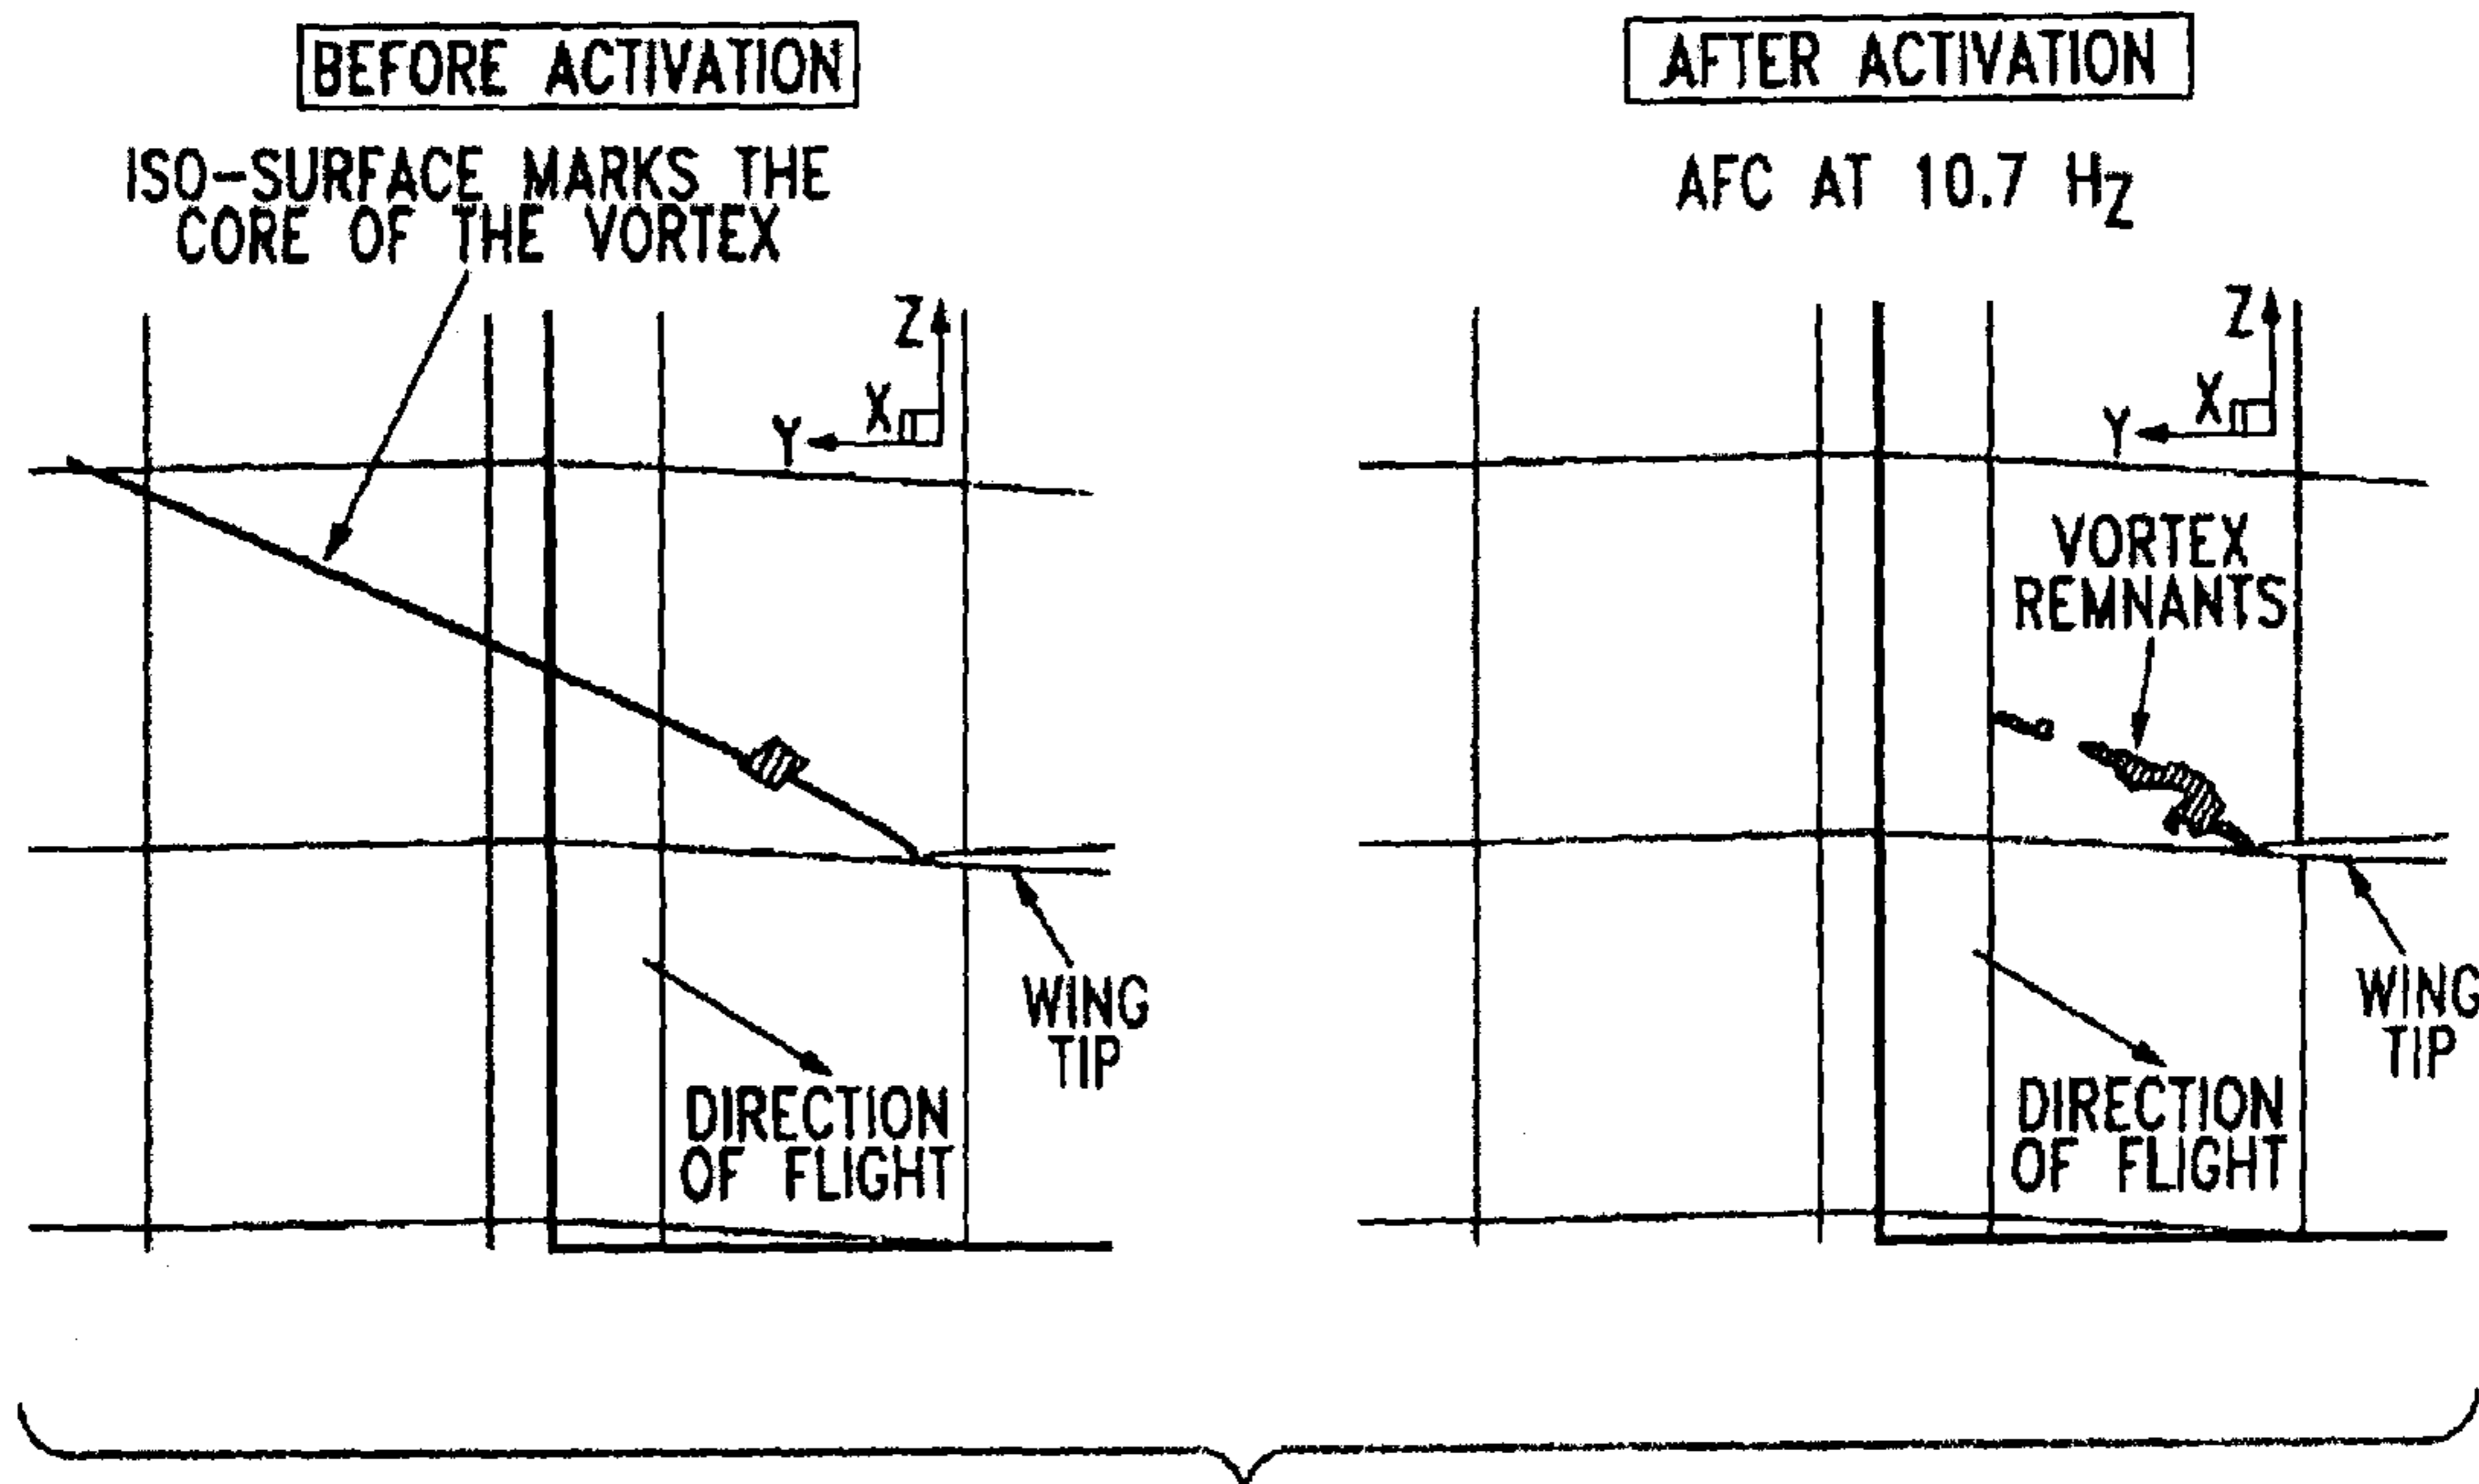 BEFORE ACTIVATION
ISO-SURFACE MARKS THE
CORE OF THE VORTEX
Z
X
Y
WING
TIP
DIRECTION
OF FLIGHT
AFTER ACTIVATION
AFC AT 10.7 HZ
Z
X
Y
VORTEX
REMNANTS
WING
TIP
DIRECTION
OF FLIGHT